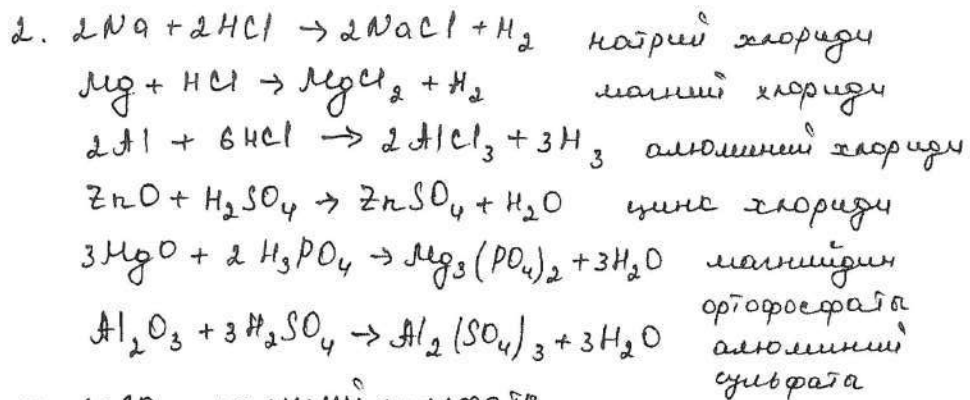 2. 2Na + 2HCl → 2NaCl + H₂ натрий хлориди
Mg + HCl → MgCl₂ + H₂ магний хлориди
2Al + 6HCl → 2AlCl₃ + 3H₃ алюминий хлориди
ZnO + H₂SO₄ → ZnSO₄ + H₂O цинк хлориди
3MgO + 2H₃PO₄ → Mg₃(PO₄)₂ + 3H₂O магнийдин
ортофосфаты
Al₂O₃ + 3H₂SO₄ → Al₂(SO₄)₃ + 3H₂O алюминий
сульфата